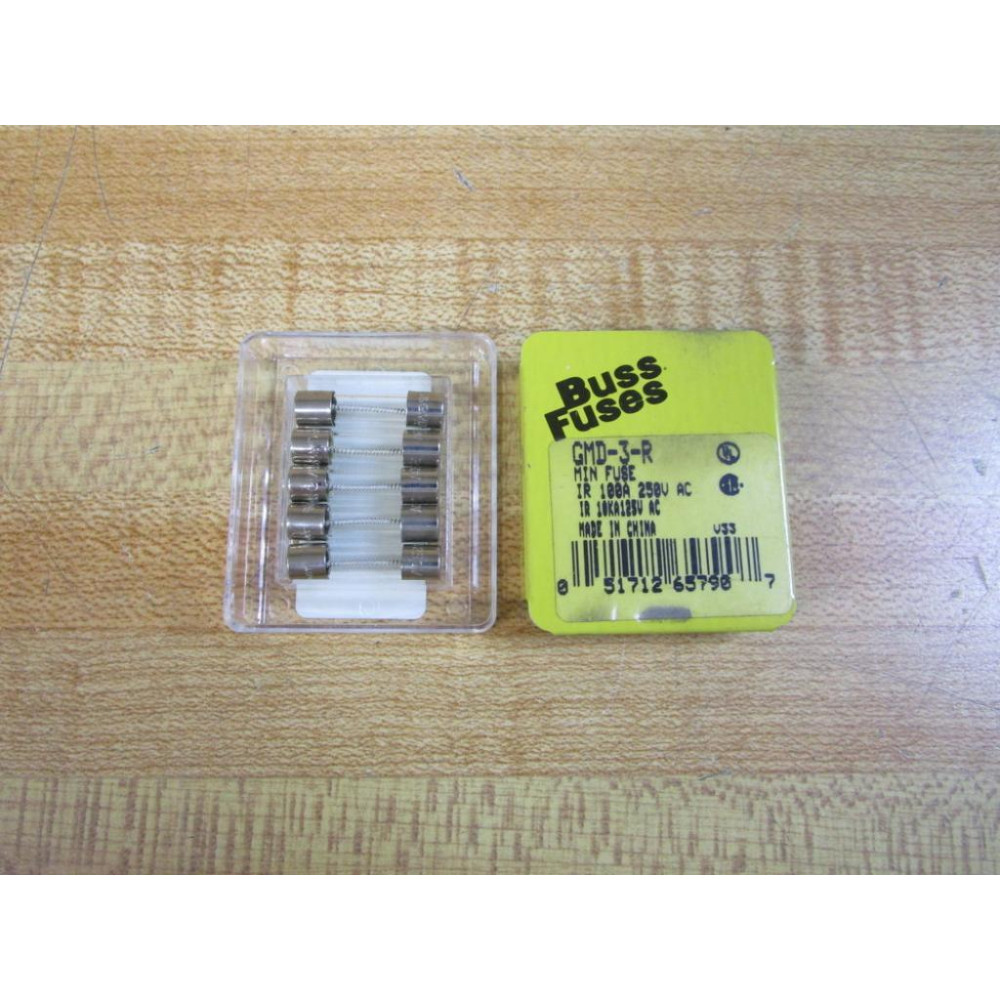 Buss
Fuses
GMD-3-R
MIN FUSE
IR 100A 250V AC
IR 10KA125V AC
MADE IN CHINA V33
0 51712 65790 7